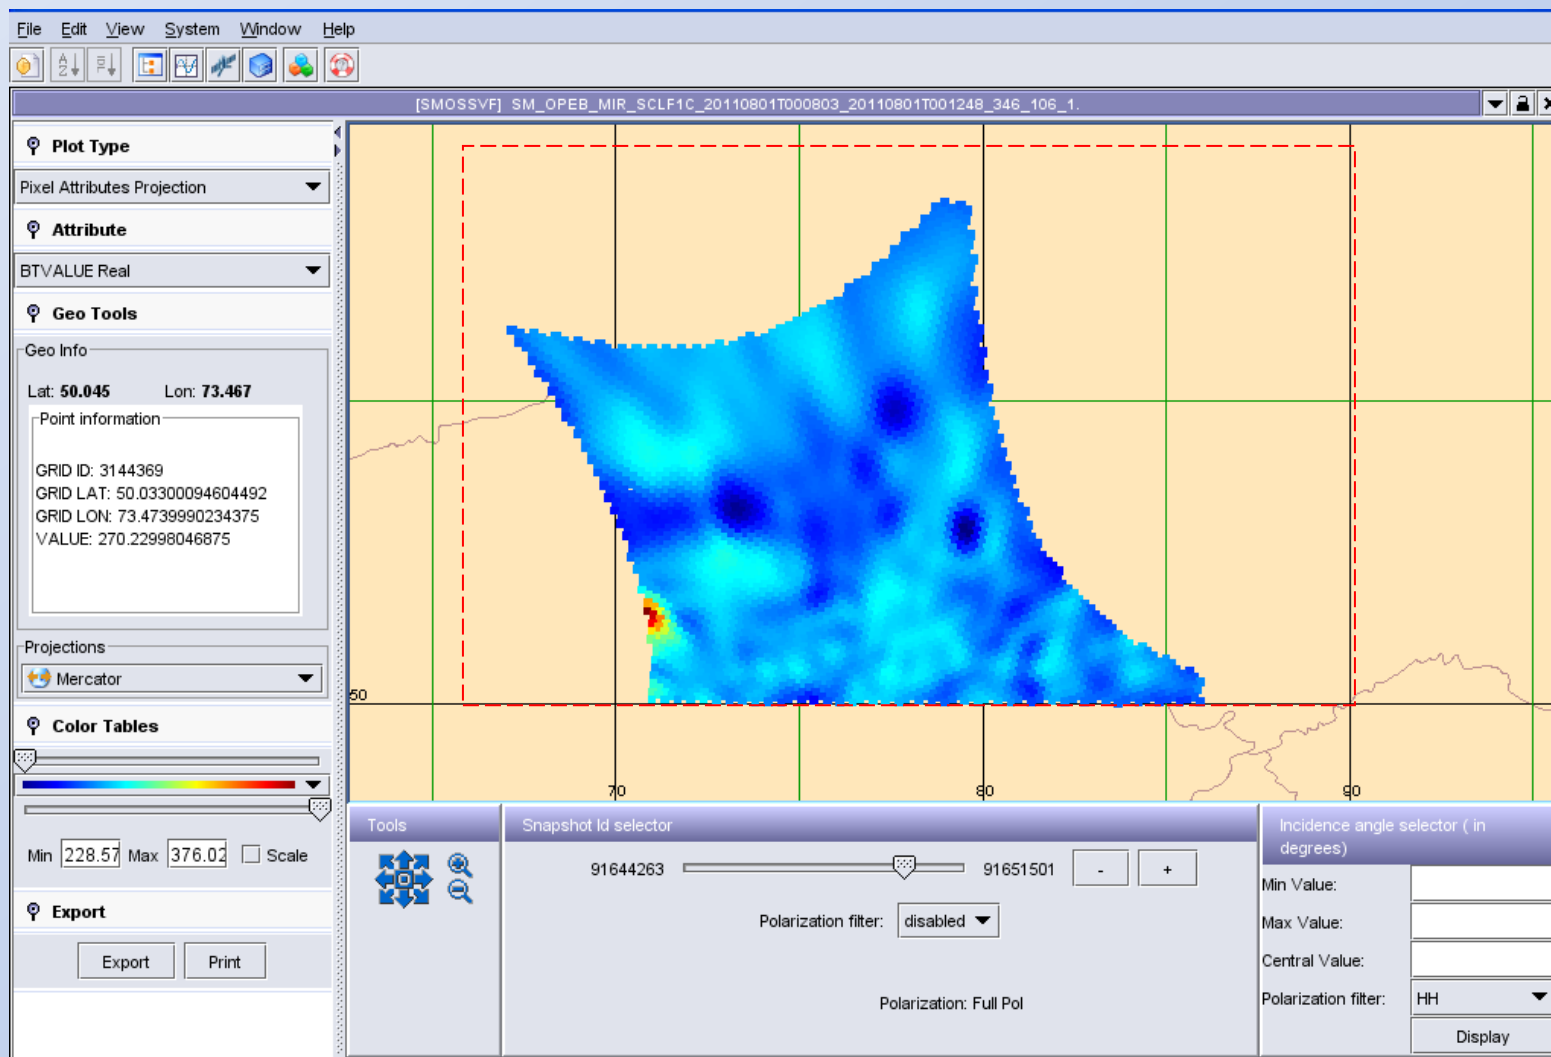 File Edit View System Window Help
[SMOSSVF] SM_OPEB_MIR_SCLF1C_20110801T000803_20110801T001248_346_106_1.
Plot Type
Pixel Attributes Projection
Attribute
BTVALUE Real
Geo Tools
Geo Info
Lat: 50.045 Lon: 73.467
Point information
GRID ID: 3144369
GRID LAT: 50.03300094604492
GRID LON: 73.4739990234375
VALUE: 270.22998046875
Projections
Mercator
Color Tables
Min 228.57 Max 376.02 Scale
Export
Export Print
50
70 80 90
Tools
Snapshot Id selector
91644263 91651501 - +
Polarization filter: disabled
Polarization: Full Pol
Incidence angle selector ( in
degrees)
Min Value:
Max Value:
Central Value:
Polarization filter: HH
Display